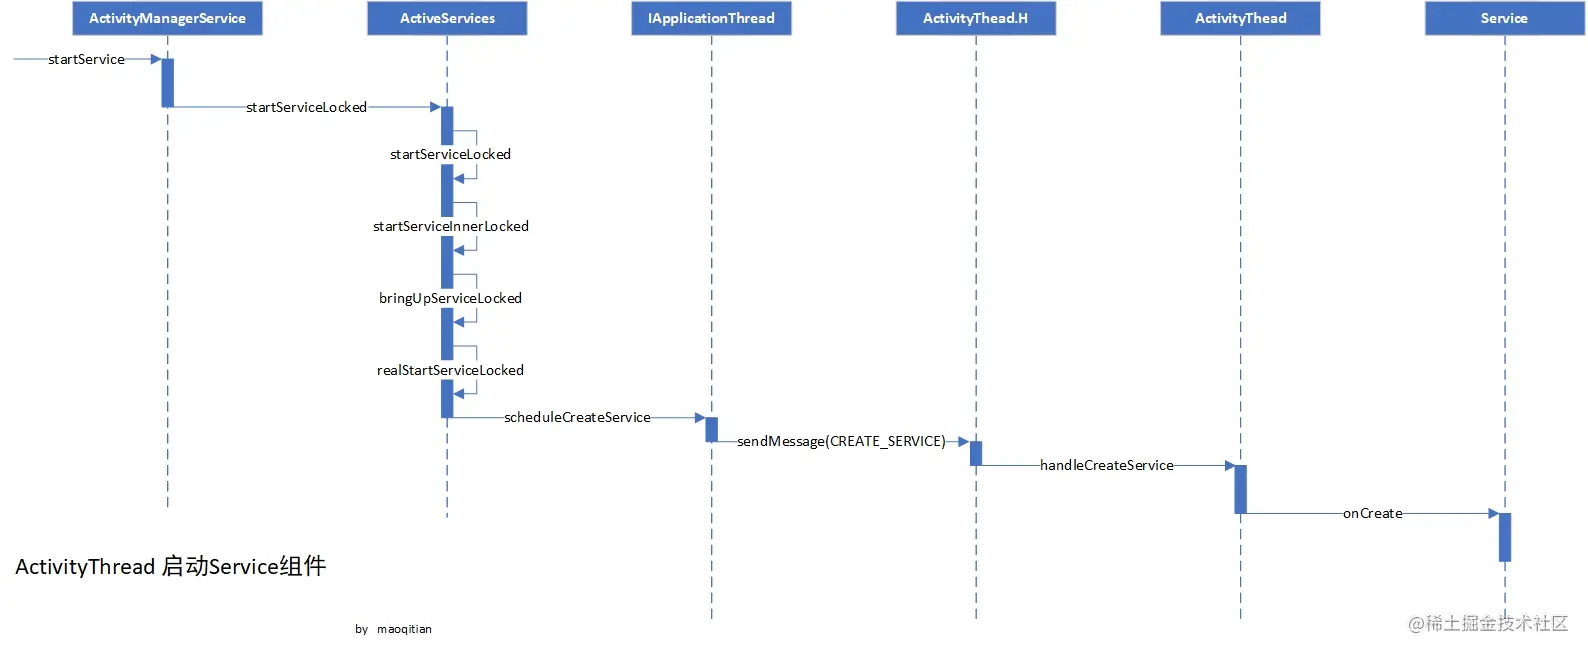 ActivityManagerService
ActiveServices
IApplicationThread
ActivityThead.H
ActivityThead
Service
startService
startServiceLocked
startServiceLocked
startServiceInnerLocked
bringUpServiceLocked
realStartServiceLocked
scheduleCreateService
sendMessage(CREATE_SERVICE)
handleCreateService
onCreate
ActivityThread 启动Service组件
by maoqitian
@稀土掘金技术社区